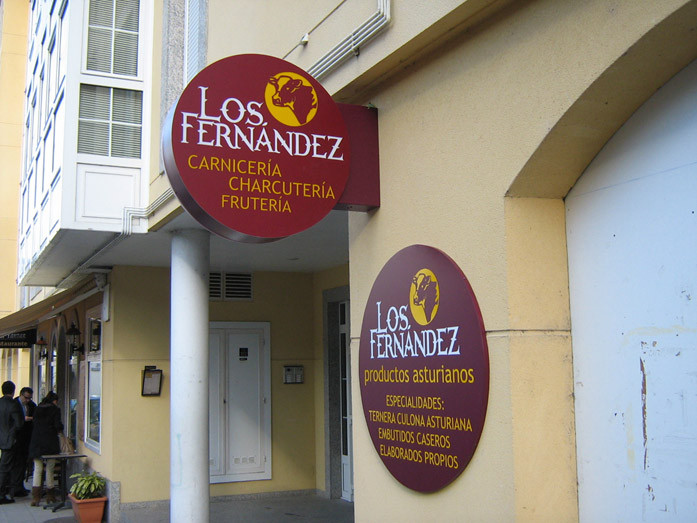 LOS
FERNÁNDEZ
CARNICERÍA
CHARCUTERÍA
FRUTERÍA
LOS
FERNÁNDEZ
productos asturianos
ESPECIALIDADES:
TERNERA CULONA ASTURIANA
EMBUTIDOS CASEROS
ELABORADOS PROPIOS